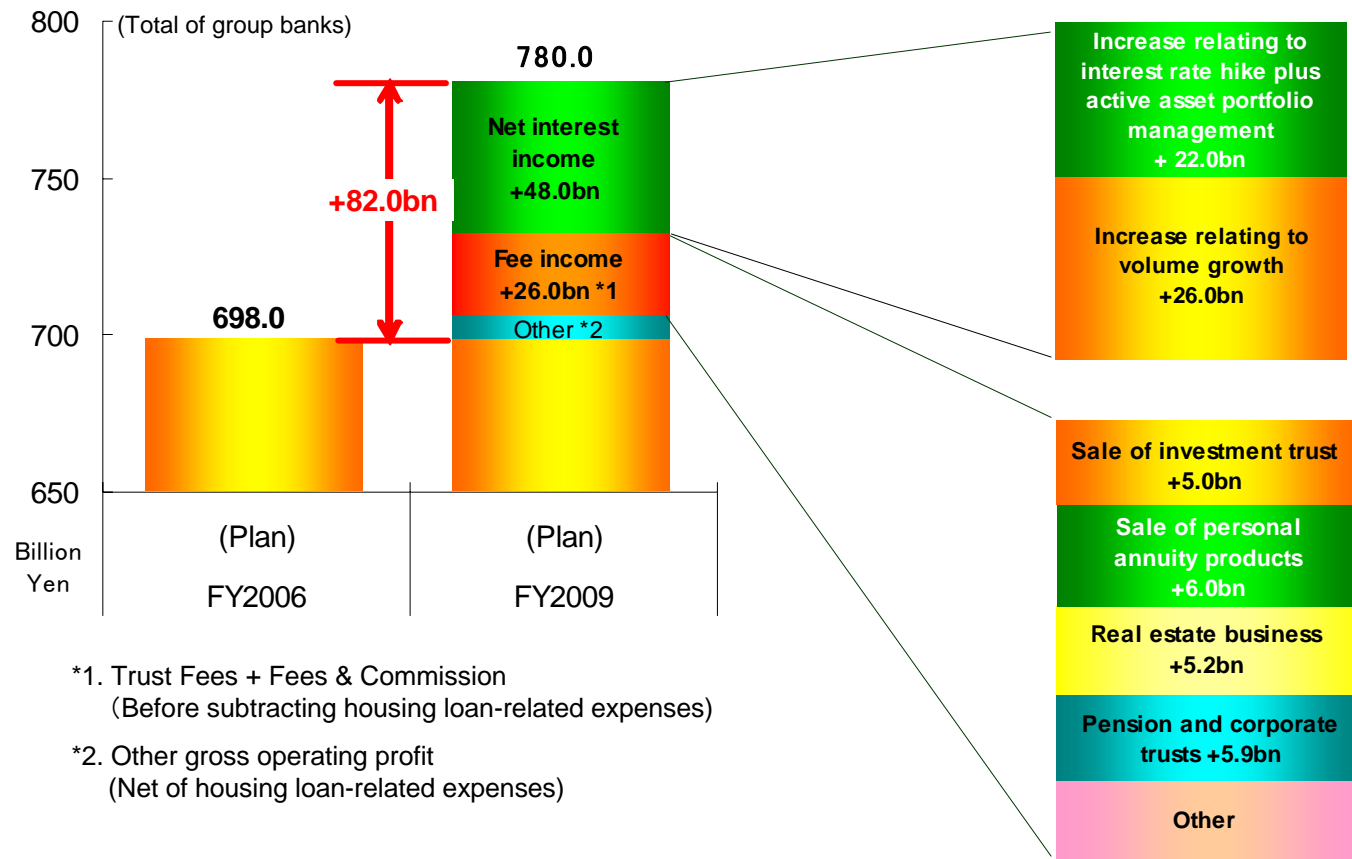 800
(Total of group banks)
750
700
650
Billion
Yen
698.0
780.0
+82.0bn
Net interest
income
+48.0bn
Fee income
+26.0bn *1
Other *2
(Plan)
FY2006
(Plan)
FY2009
Increase relating to
interest rate hike plus
active asset portfolio
management
+ 22.0bn
Increase relating to
volume growth
+26.0bn
Sale of investment trust
+5.0bn
Sale of personal
annuity products
+6.0bn
Real estate business
+5.2bn
Pension and corporate
trusts +5.9bn
Other
*1. Trust Fees + Fees & Commission
（Before subtracting housing loan-related expenses)
*2. Other gross operating profit
(Net of housing loan-related expenses)